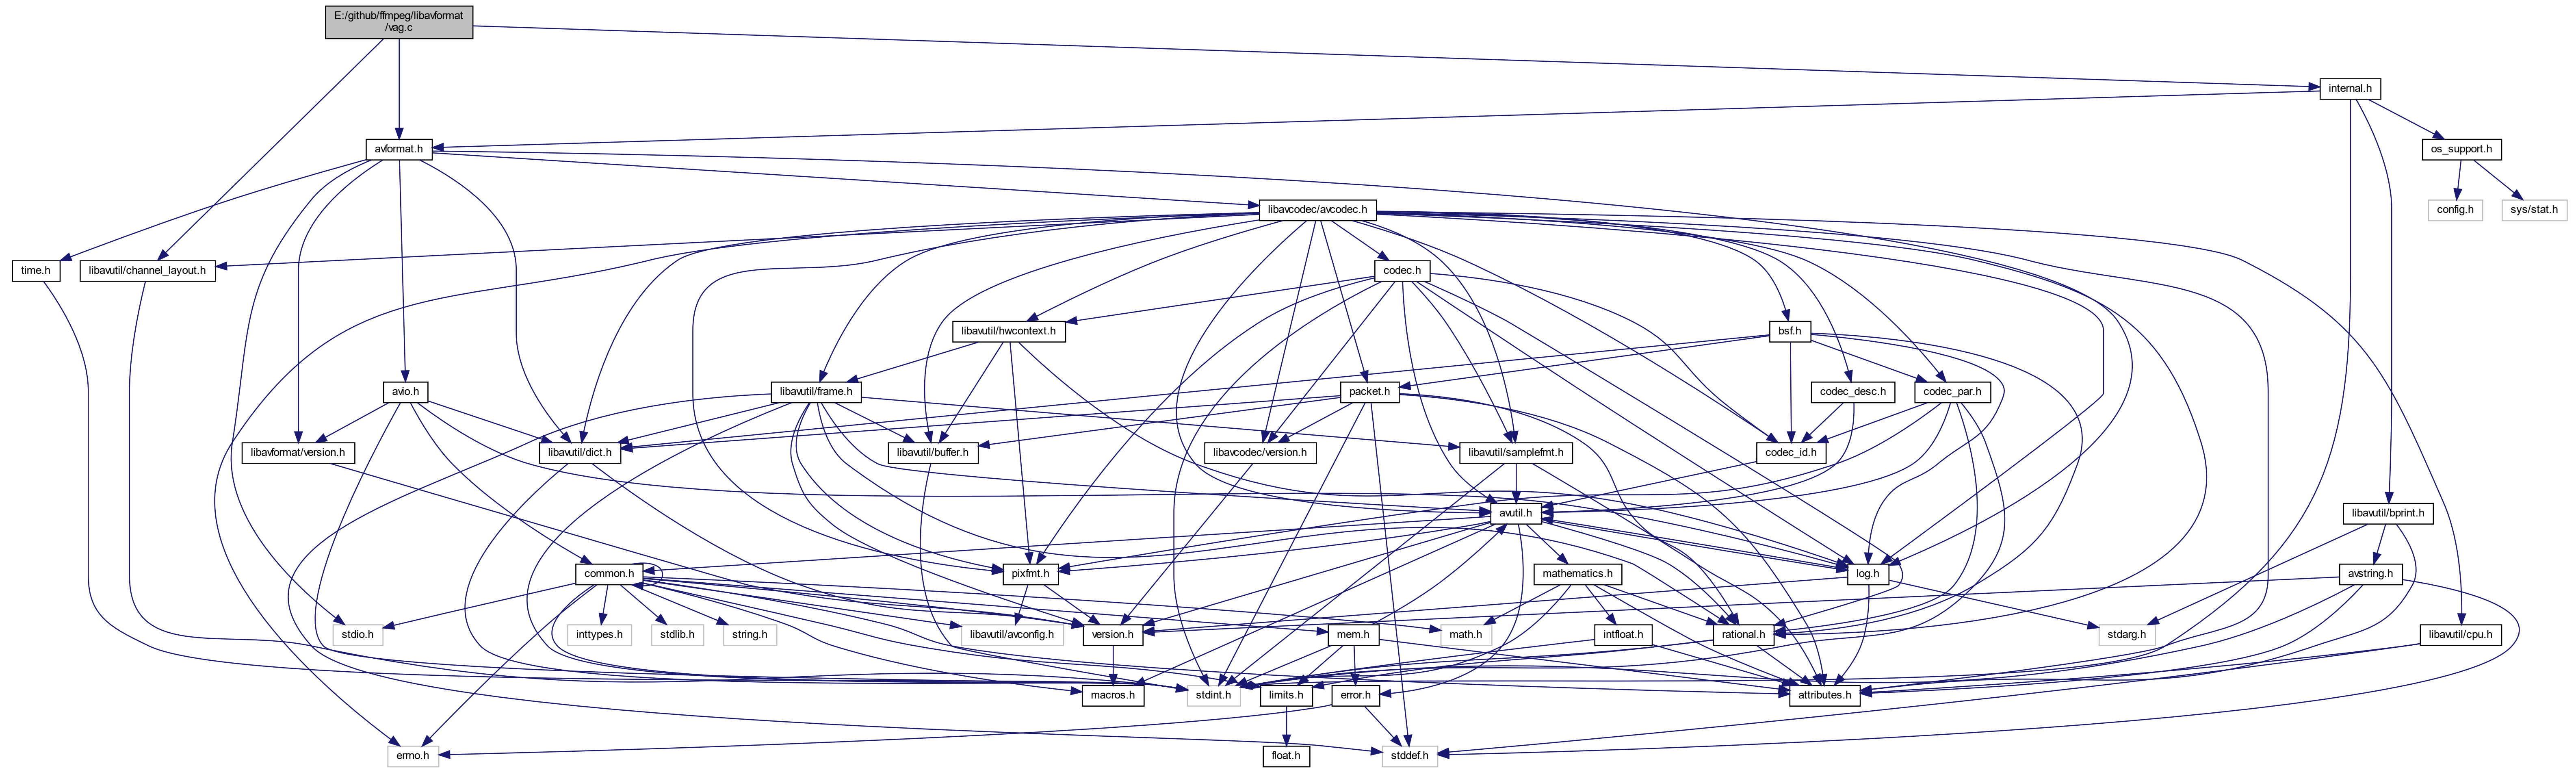 E:/github/ffmpeg/libavformat
/vag.c
internal.h
avformat.h
os_support.h
libavcodec/avcodec.h
config.h
sys/stat.h
time.h
libavutil/channel_layout.h
codec.h
libavutil/hwcontext.h
bsf.h
avio.h
libavutil/frame.h
packet.h
codec_desc.h
codec_par.h
libavformat/version.h
libavutil/dict.h
libavutil/buffer.h
libavcodec/version.h
libavutil/samplefmt.h
codec_id.h
avutil.h
libavutil/bprint.h
common.h
pixfmt.h
mathematics.h
log.h
avstring.h
stdio.h
inttypes.h
stdlib.h
string.h
libavutil/avconfig.h
version.h
mem.h
math.h
intfloat.h
rational.h
stdarg.h
libavutil/cpu.h
macros.h
stdint.h
limits.h
error.h
attributes.h
errno.h
float.h
stddef.h